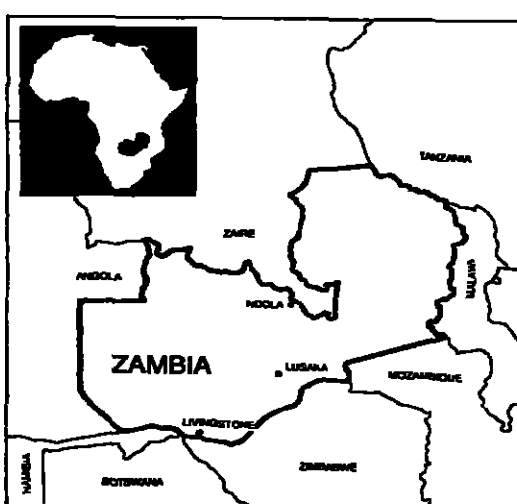 TANZANIA
ZAIRE
ANGOLA
MALAWI
NDOLA
ZAMBIA
LUSAKA
MOZAMBIQUE
LIVINGSTONE
NAMIBIA
BOTSWANA
ZIMBABWE